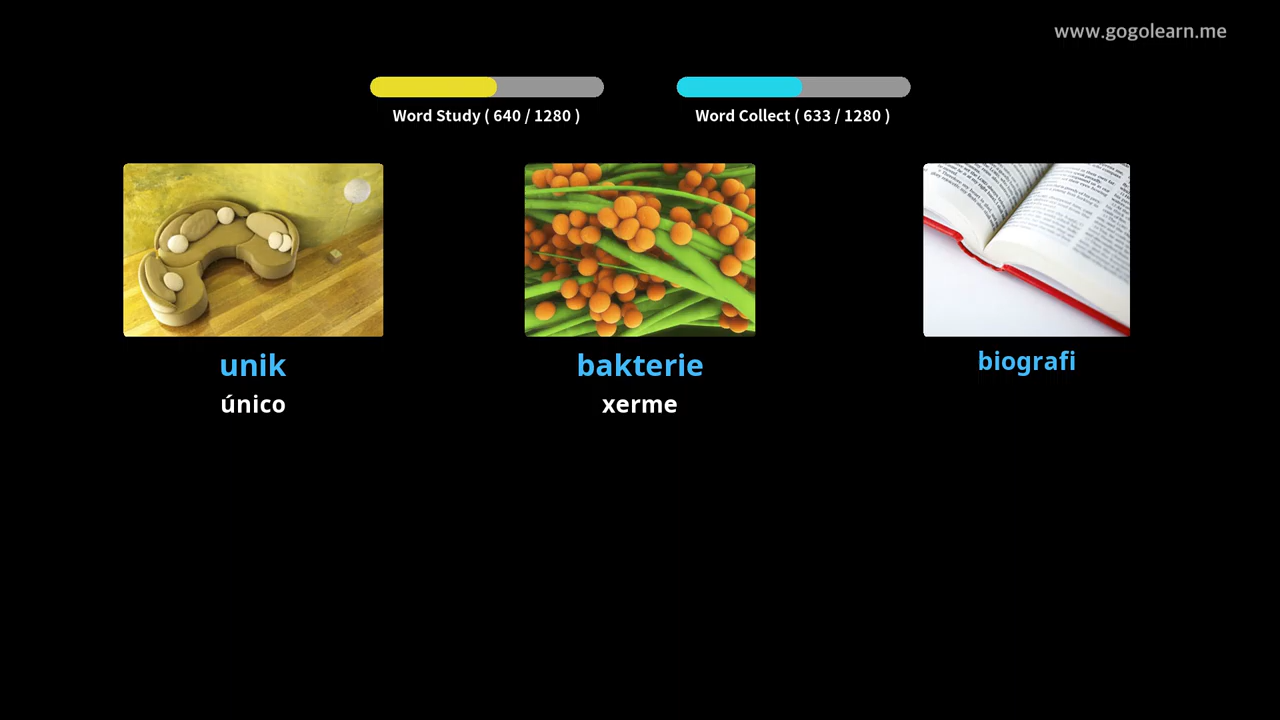 www.gogolearn.me
Word Study ( 640 / 1280 )
Word Collect ( 633 / 1280 )
unik
bakterie
biografi
único
xerme